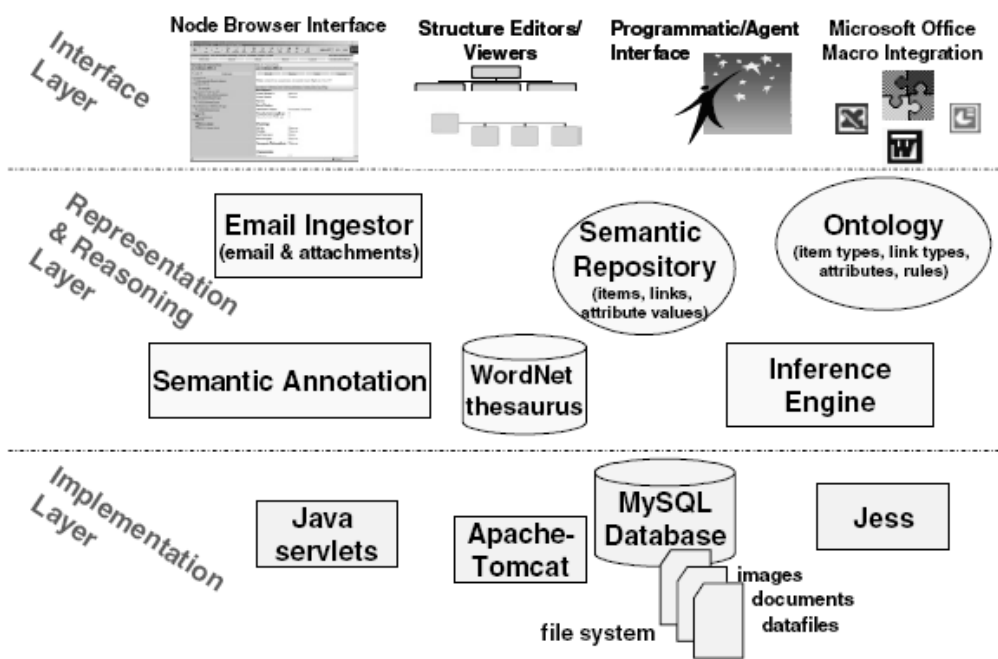 Interface
Layer
Node Browser Interface
Structure Editors/
Viewers
Programmatic/Agent
Interface
Microsoft Office
Macro Integration
W
Representation
& Reasoning
Layer
Email Ingestor
(email & attachments)
Semantic
Repository
(items, links,
attribute values)
Ontology
(item types, link types,
attributes, rules)
Semantic Annotation
WordNet
thesaurus
Inference
Engine
Implementation
Layer
Java
servlets
Apache-
Tomcat
MySQL
Database
Jess
images
documents
datafiles
file system